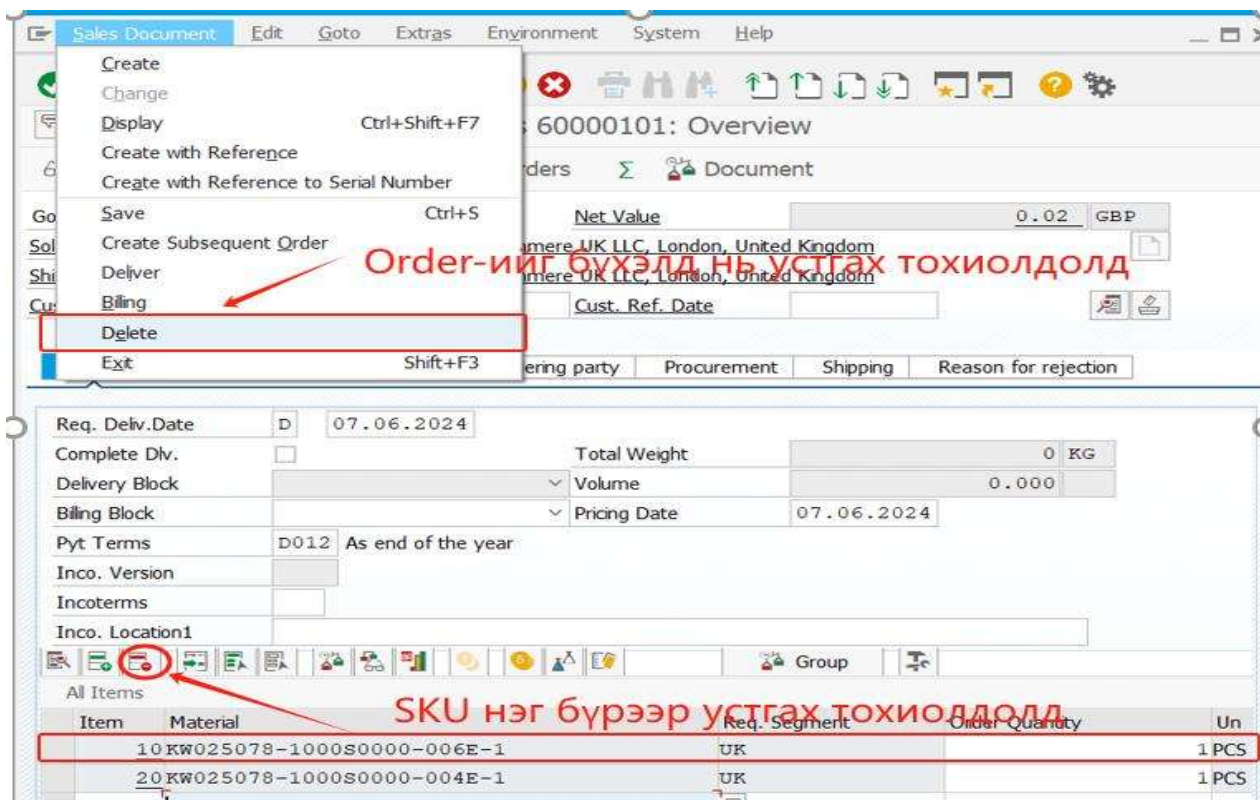 Sales Document Edit Goto Extras Environment System Help
Create
Change
Display Ctrl+Shift+F7
60000101: Overview
Create with Reference
Create with Reference to Serial Number
Document
Save Ctrl+S
Net Value 0.02 GBP
Create Subsequent Order
UK LLC, London, United Kingdom
Order-ийг бүхэлд нь устгах тохиолдолд
Deliver
UK LLC, London, United Kingdom
Billing
Cust. Ref. Date
Delete
Exit Shift+F3
party Procurement Shipping Reason for rejection
Req. Deliv.Date D 07.06.2024
Complete Dlv. Total Weight 0 KG
Delivery Block Volume 0.000
Billing Block Pricing Date 07.06.2024
Pyt Terms D012 As end of the year
Inco. Version
Incoterms
Inco. Location1
Group
All Items
SKU нэг бүрээр устгах тохиолдолд
Item Material Req. Segment Order Quantity Un
10 KW025078-1000S0000-006E-1 UK 1 PCS
20 KW025078-1000S0000-004E-1 UK 1 PCS